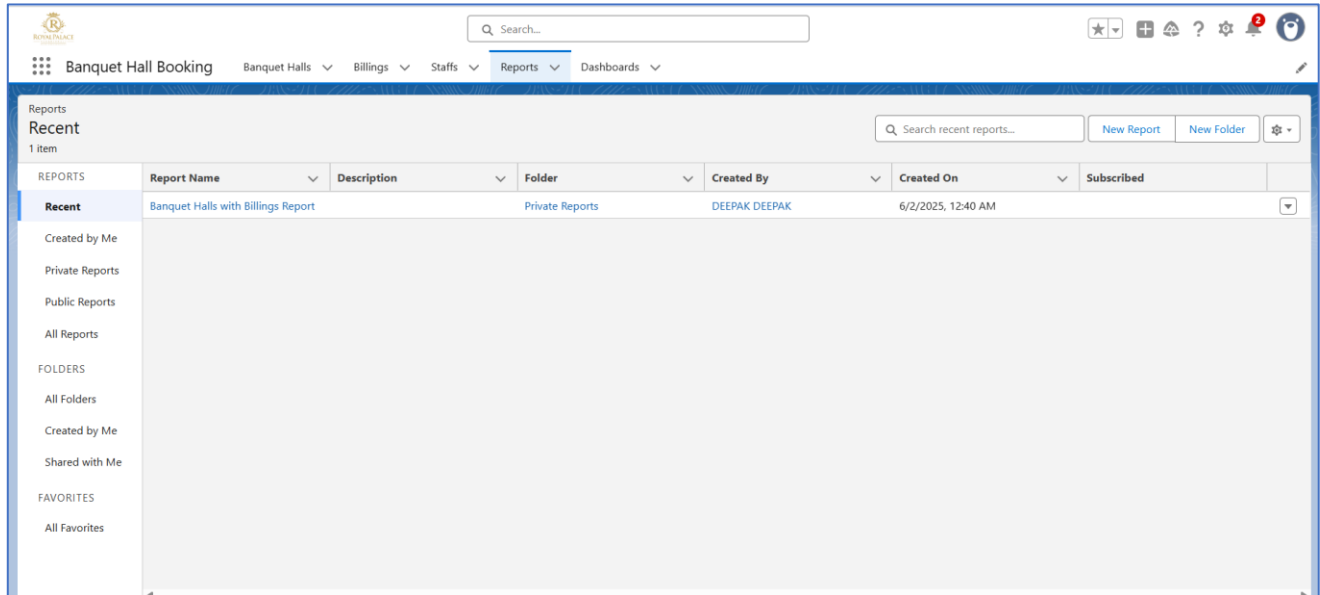 R
ROYALPALACE
Search...
2
Banquet Hall Booking
Banquet Halls
Billings
Staffs
Reports
Dashboards
Reports
Recent
1 item
Search recent reports...
New Report
New Folder
REPORTS
Report Name
Description
Folder
Created By
Created On
Subscribed
Recent
Banquet Halls with Billings Report
Private Reports
DEEPAK DEEPAK
6/2/2025, 12:40 AM
Created by Me
Private Reports
Public Reports
All Reports
FOLDERS
All Folders
Created by Me
Shared with Me
FAVORITES
All Favorites